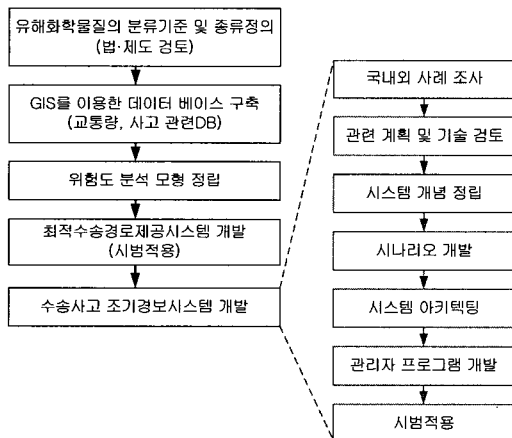 유해화학물질의 분류기준 및 종류정의
(법·제도 검토)
GIS를 이용한 데이터 베이스 구축
(교통량, 사고 관련DB)
위험도 분석 모형 정립
최적수송경로제공시스템 개발
(시범적용)
수송사고 조기경보시스템 개발
국내외 사례 조사
관련 계획 및 기술 검토
시스템 개념 정립
시나리오 개발
시스템 아키텍팅
관리자 프로그램 개발
시범적용